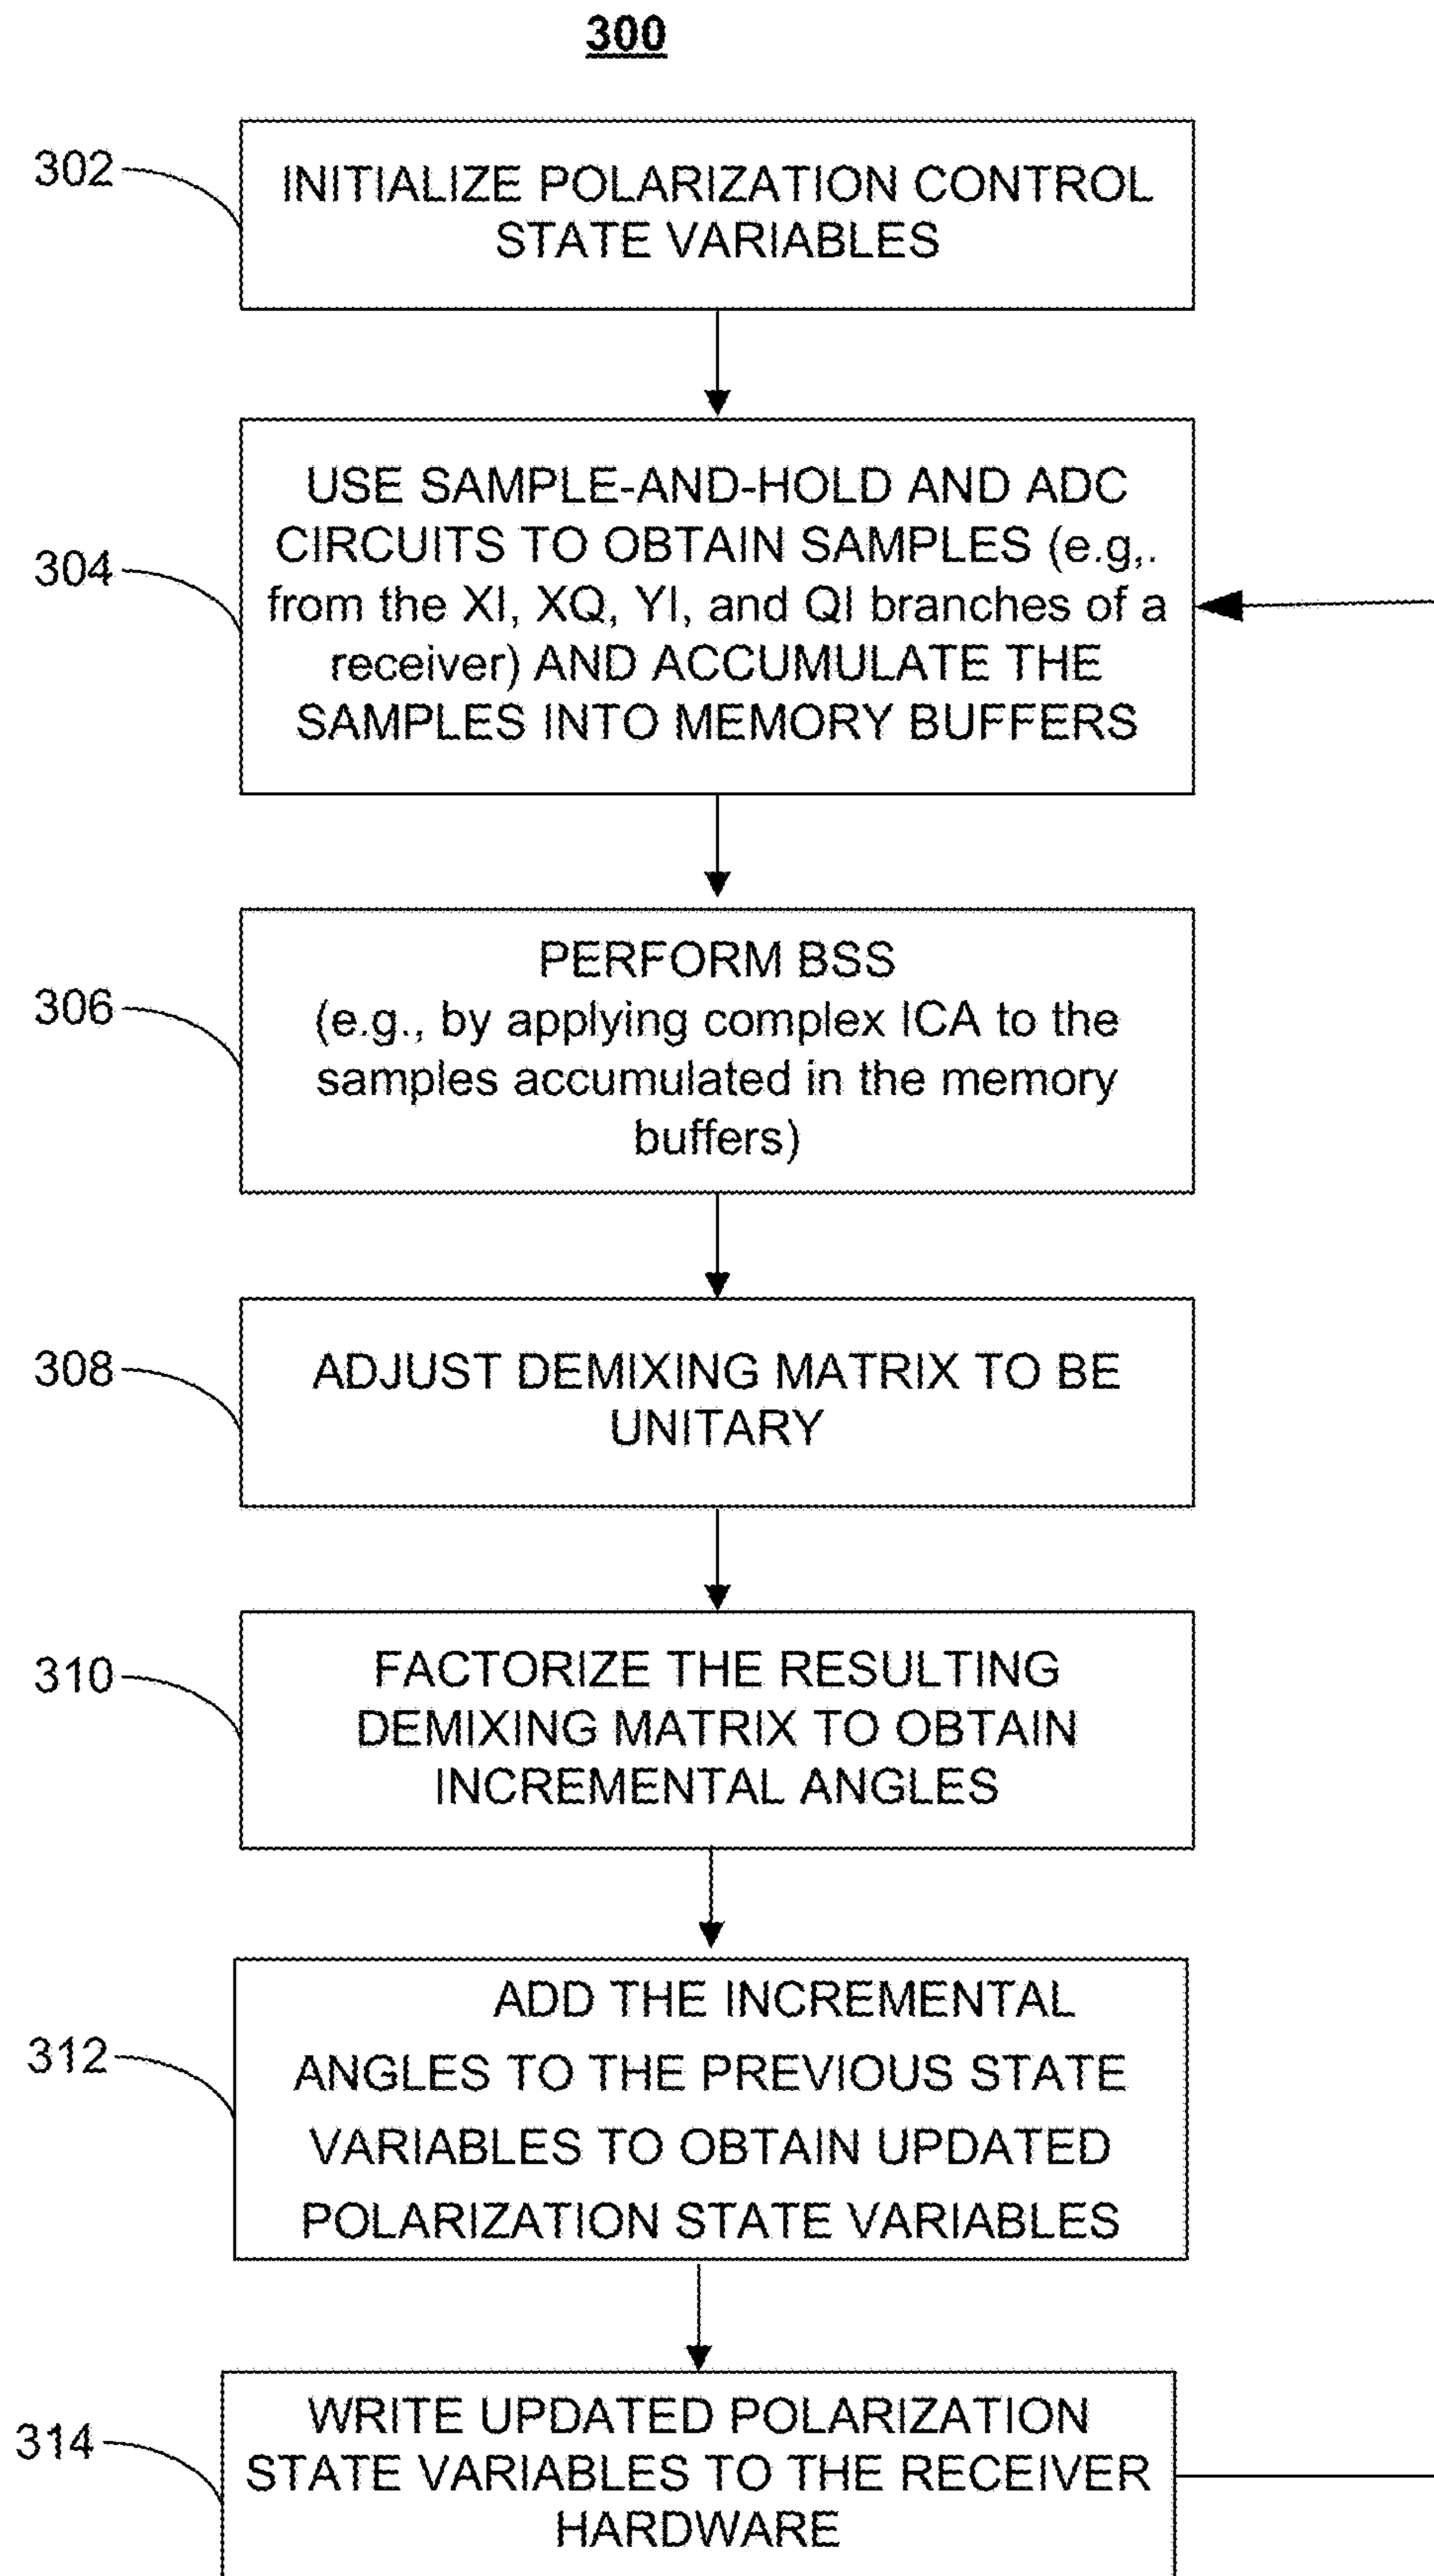 300
302
INITIALIZE POLARIZATION CONTROL
STATE VARIABLES
304
USE SAMPLE-AND-HOLD AND ADC
CIRCUITS TO OBTAIN SAMPLES (e.g,.
from the XI, XQ, YI, and QI branches of a
receiver) AND ACCUMULATE THE
SAMPLES INTO MEMORY BUFFERS
306
PERFORM BSS
(e.g., by applying complex ICA to the
samples accumulated in the memory
buffers)
308
ADJUST DEMIXING MATRIX TO BE
UNITARY
310
FACTORIZE THE RESULTING
DEMIXING MATRIX TO OBTAIN
INCREMENTAL ANGLES
312
ADD THE INCREMENTAL
ANGLES TO THE PREVIOUS STATE
VARIABLES TO OBTAIN UPDATED
POLARIZATION STATE VARIABLES
314
WRITE UPDATED POLARIZATION
STATE VARIABLES TO THE RECEIVER
HARDWARE